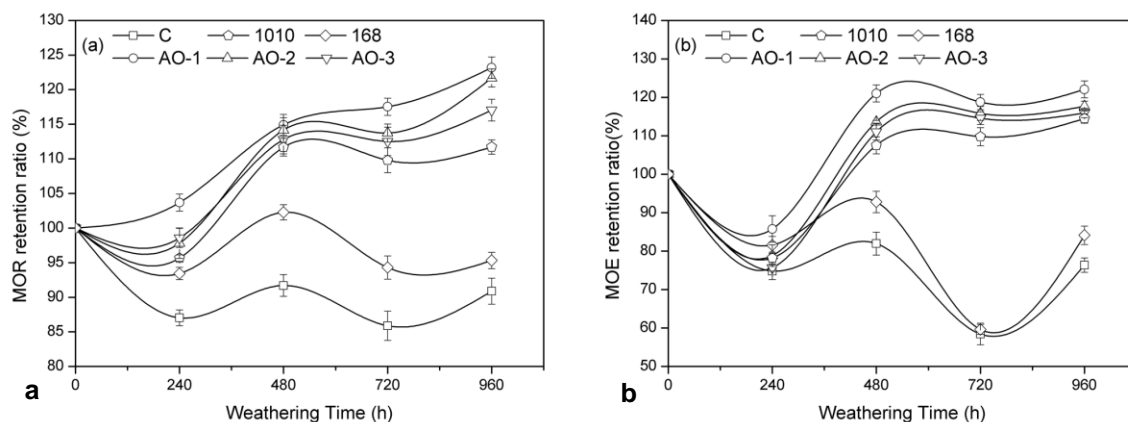 (a)
C 1010 168
AO-1 AO-2 AO-3
MOR retention ratio (%)
130
125
120
115
110
105
100
95
90
85
80
0 240 480 720 960
Weathering Time (h)
a
(b)
C 1010 168
AO-1 AO-2 AO-3
MOE retention ratio(%)
140
130
120
110
100
90
80
70
60
50
0 240 480 720 960
Weathering Time (h)
b